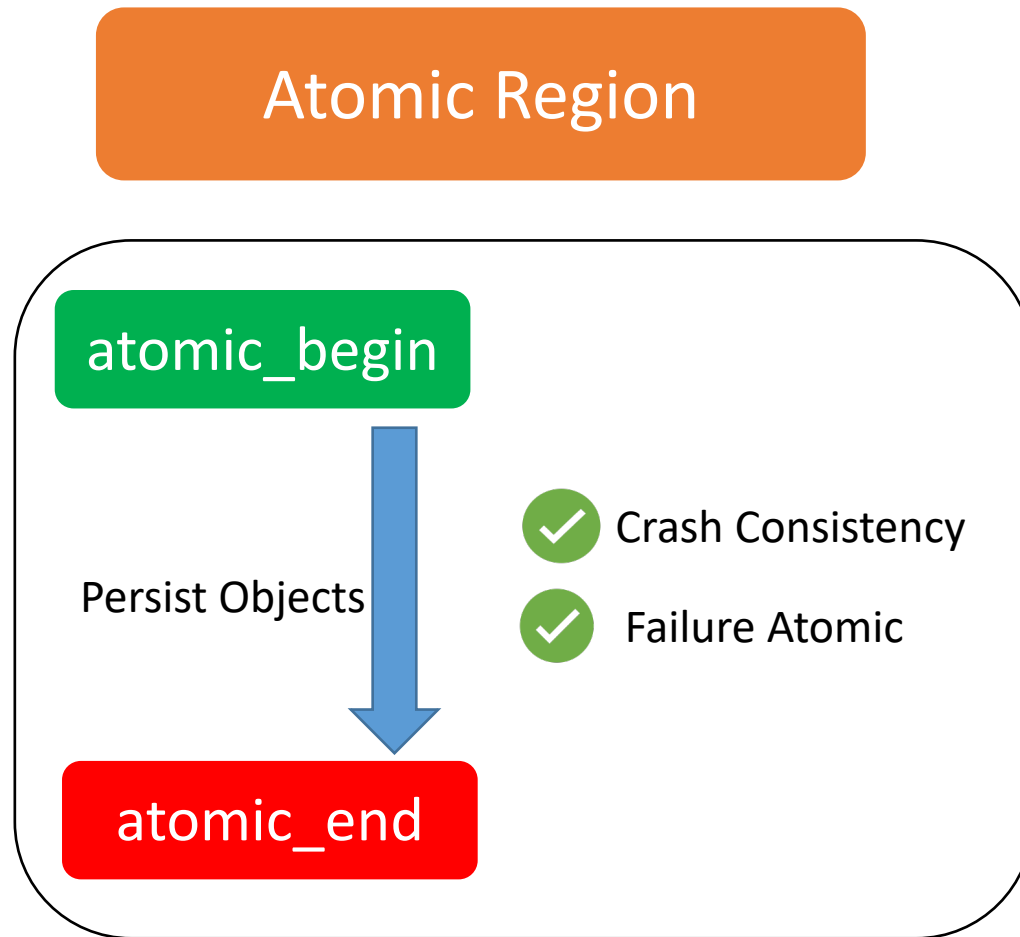 Atomic Region
atomic_begin
Crash Consistency
Persist Objects
Failure Atomic
atomic_end